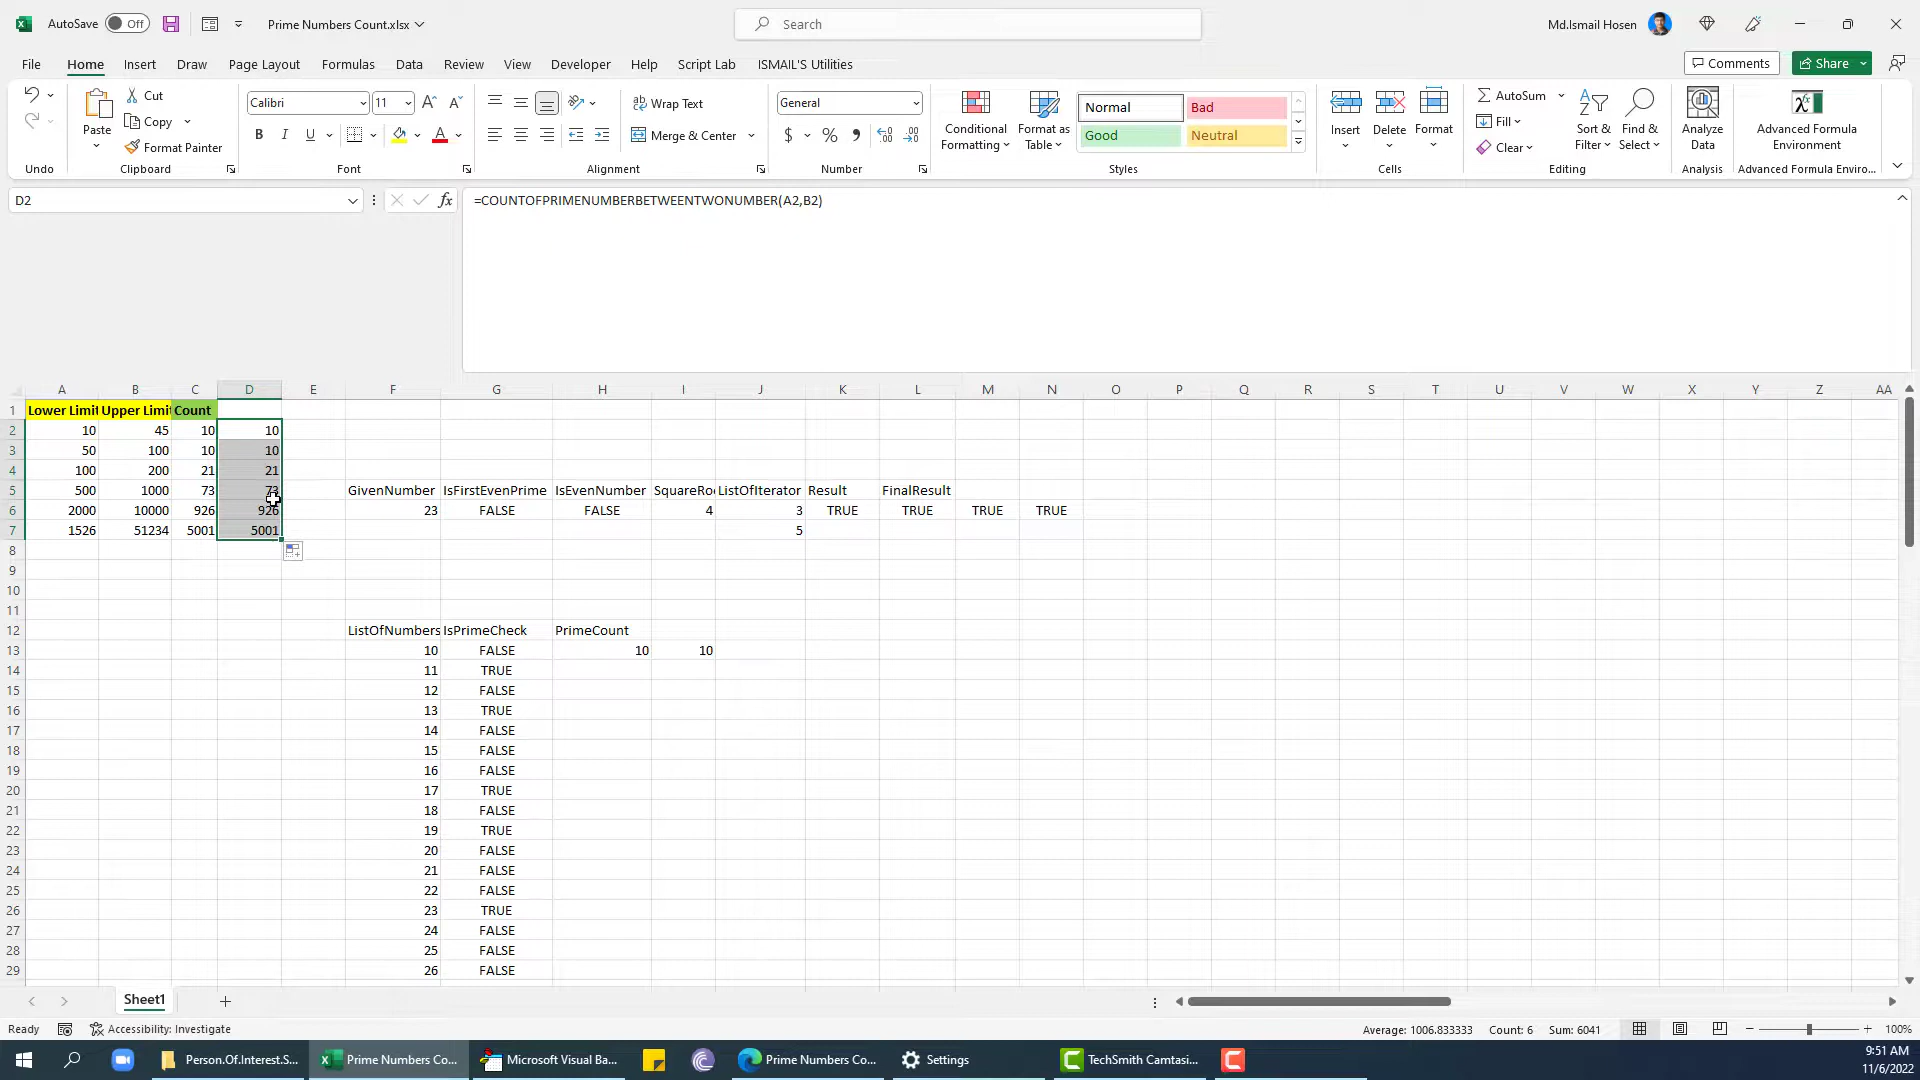 AutoSave Off Prime Numbers Count.xlsx Search Md.Ismail Hosen
File Home Insert Draw Page Layout Formulas Data Review View Developer Help Script Lab ISMAIL'S Utilities Comments Share
Cut Calibri 11 Wrap Text General Normal Bad AutoSum
Paste Copy Merge & Center Conditional Formatting Format as Table Good Neutral Insert Delete Format Fill Sort & Filter Find & Select Analyze Data Advanced Formula Environment
Format Painter Clear
Undo Clipboard Font Alignment Number Styles Cells Editing Analysis Advanced Formula Enviro...
D2 fx =COUNTOFPRIMENUMBERBETWEENTWONUMBER(A2,B2)
A B C D E F G H I J K L M N O P Q R S T U V W X Y Z AA
1 Lower Limit Upper Limit Count
2 10 45 10 10
3 50 100 10 10
4 100 200 21 21
5 500 1000 73 73 GivenNumber IsFirstEvenPrime IsEvenNumber SquareRoo ListOfIterator Result FinalResult
6 2000 10000 926 926 23 FALSE FALSE 4 3 TRUE TRUE TRUE TRUE
7 1526 51234 5001 5001 5
8
9
10
11
12 ListOfNumbers IsPrimeCheck PrimeCount
13 10 FALSE 10 10
14 11 TRUE
15 12 FALSE
16 13 TRUE
17 14 FALSE
18 15 FALSE
19 16 FALSE
20 17 TRUE
21 18 FALSE
22 19 TRUE
23 20 FALSE
24 21 FALSE
25 22 FALSE
26 23 TRUE
27 24 FALSE
28 25 FALSE
29 26 FALSE
Sheet1
Ready Accessibility: Investigate Average: 1006.833333 Count: 6 Sum: 6041 100%
Person.Of.Interest.S... Prime Numbers Co... Microsoft Visual Ba... Prime Numbers Co... Settings TechSmith Camtasi... 9:51 AM
11/6/2022